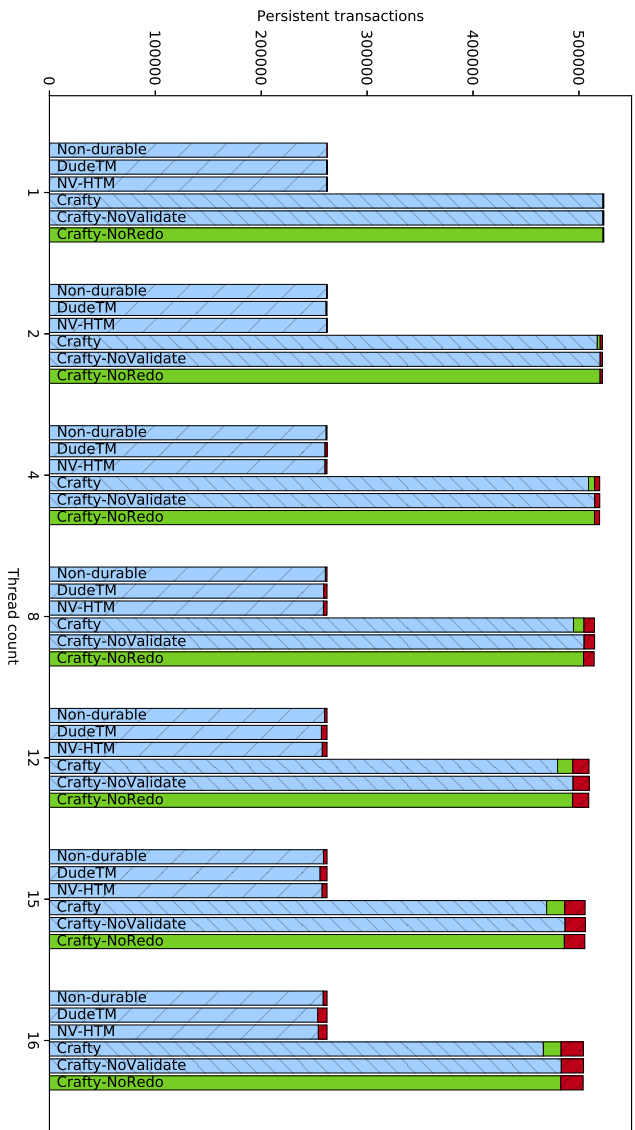 Persistent transactions
0
100000
200000
300000
400000
500000
Non-durable
DudeTM
NV-HTM
Crafty
Crafty-NoValidate
Crafty-NoRedo
1
Non-durable
DudeTM
NV-HTM
Crafty
Crafty-NoValidate
Crafty-NoRedo
2
Non-durable
DudeTM
NV-HTM
Crafty
Crafty-NoValidate
Crafty-NoRedo
4
Non-durable
DudeTM
NV-HTM
Crafty
Crafty-NoValidate
Crafty-NoRedo
8
Non-durable
DudeTM
NV-HTM
Crafty
Crafty-NoValidate
Crafty-NoRedo
12
Non-durable
DudeTM
NV-HTM
Crafty
Crafty-NoValidate
Crafty-NoRedo
15
Non-durable
DudeTM
NV-HTM
Crafty
Crafty-NoValidate
Crafty-NoRedo
16
Thread count